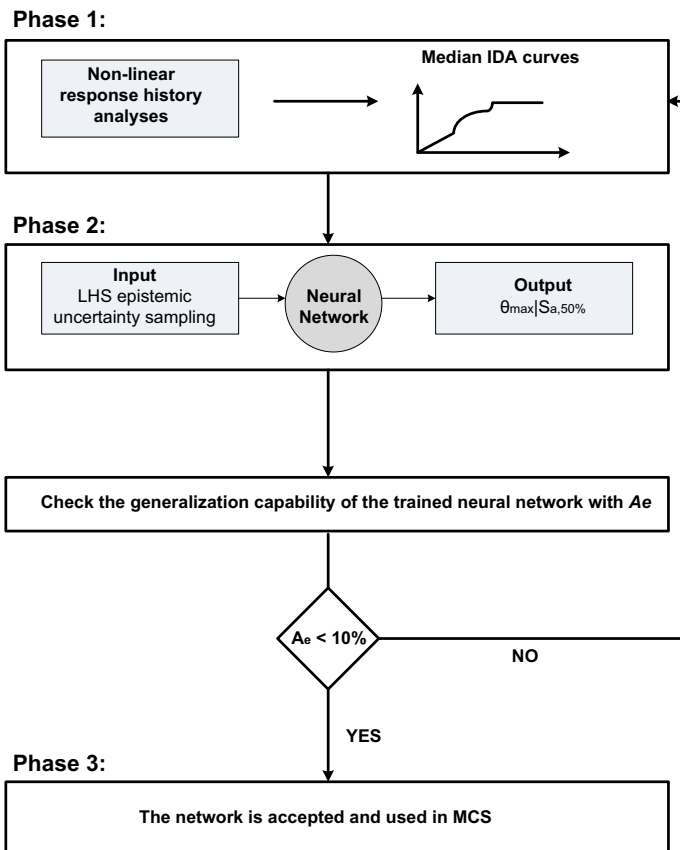 Phase 1:
Non-linear
response history
analyses
Median IDA curves
Phase 2:
Input
LHS epistemic
uncertainty sampling
Neural
Network
Output
θmax|Sa,50%
Check the generalization capability of the trained neural network with Ae
Ae < 10%
NO
YES
Phase 3:
The network is accepted and used in MCS